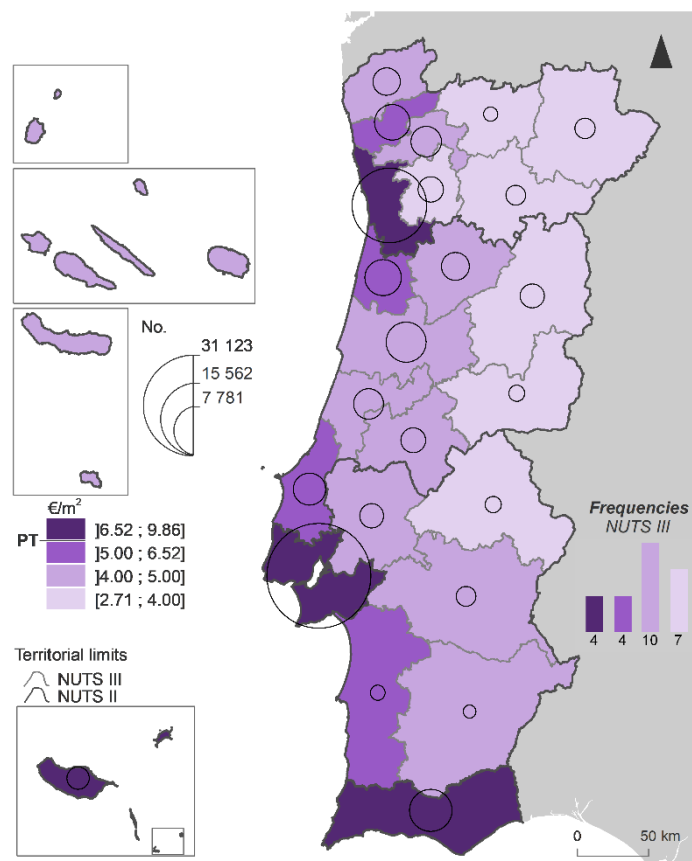 No.
31 123
15 562
7 781
€/m²
PT
]6.52 ; 9.86]
]5.00 ; 6.52]
]4.00 ; 5.00]
[2.71 ; 4.00]
Frequencies
NUTS III
4 4 10 7
Territorial limits
NUTS III
NUTS II
0 50 km